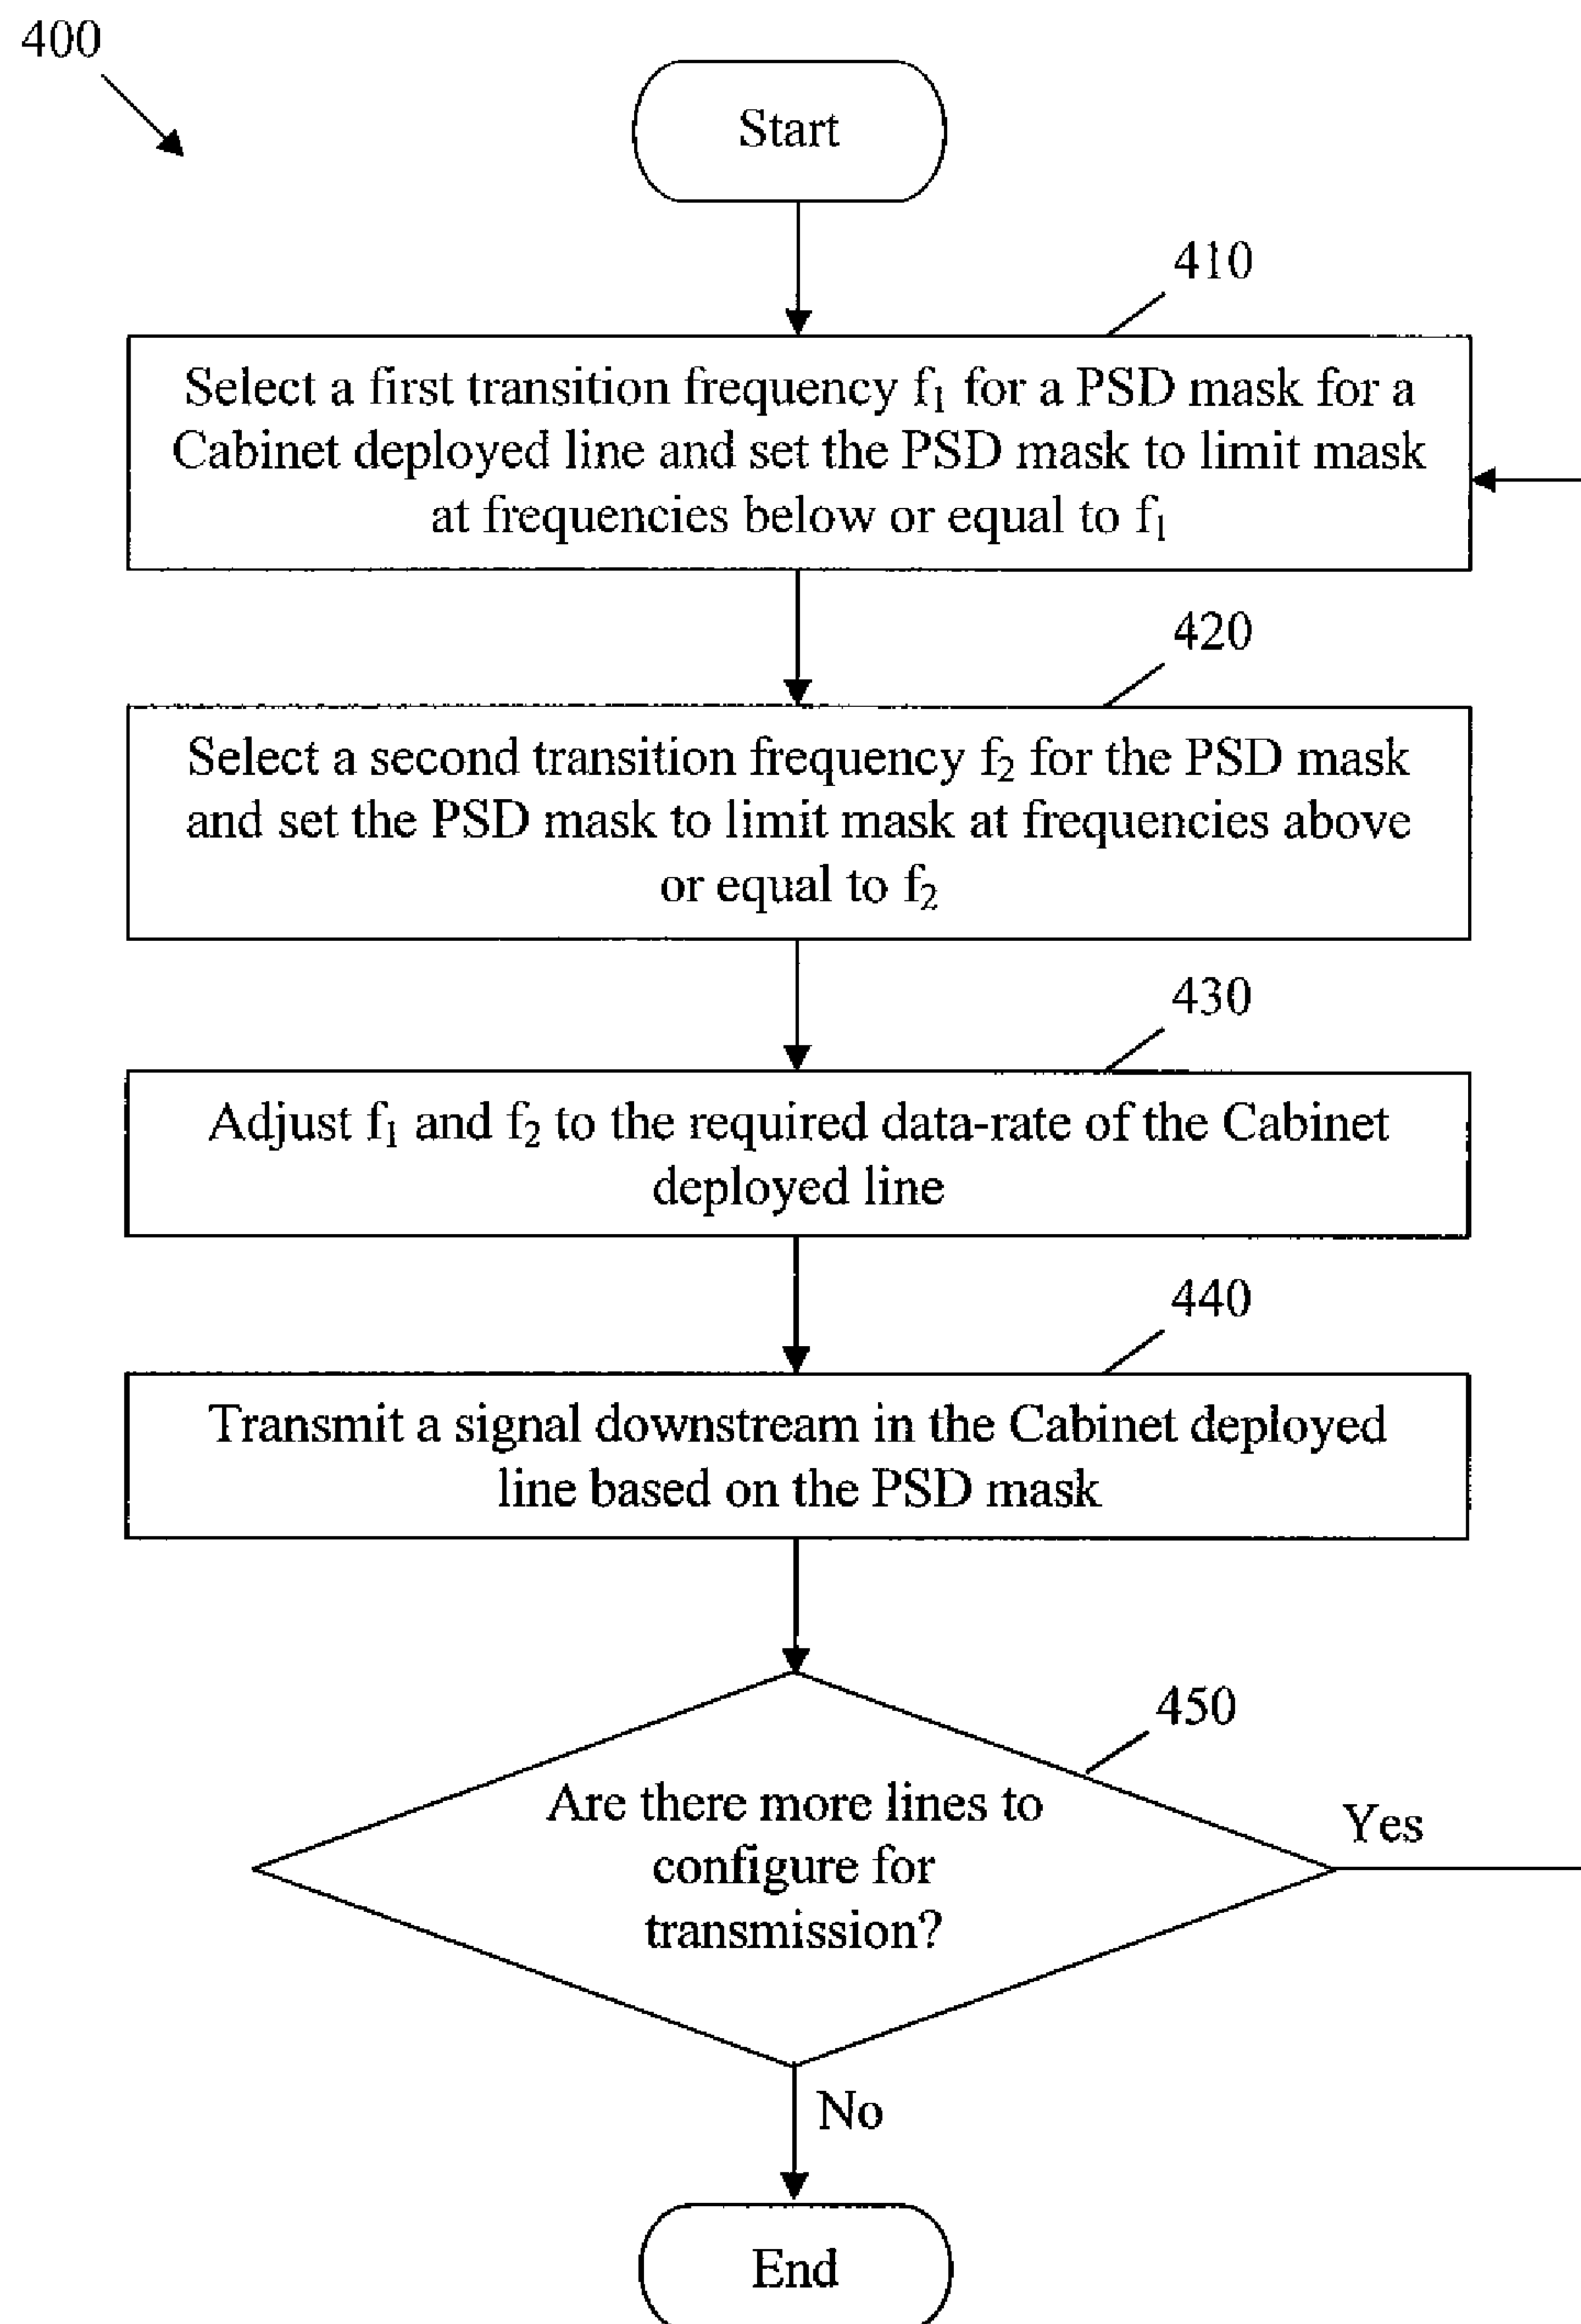 400
Start
410
Select a first transition frequency f₁ for a PSD mask for a
Cabinet deployed line and set the PSD mask to limit mask
at frequencies below or equal to f₁
420
Select a second transition frequency f₂ for the PSD mask
and set the PSD mask to limit mask at frequencies above
or equal to f₂
430
Adjust f₁ and f₂ to the required data-rate of the Cabinet
deployed line
440
Transmit a signal downstream in the Cabinet deployed
line based on the PSD mask
450
Are there more lines to
configure for
transmission?
Yes
No
End